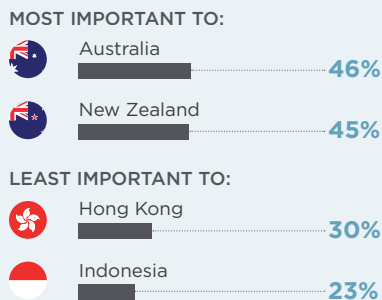 MOST IMPORTANT TO:
Australia
46%
New Zealand
45%
LEAST IMPORTANT TO:
Hong Kong
30%
Indonesia
23%